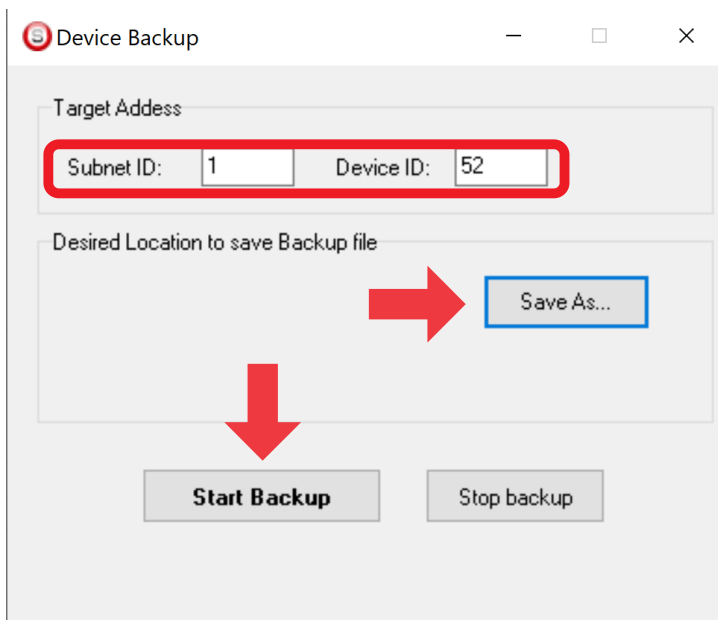 Device Backup
Target Addess
Subnet ID: 1 Device ID: 52
Desired Location to save Backup file
Save As...
Start Backup Stop backup